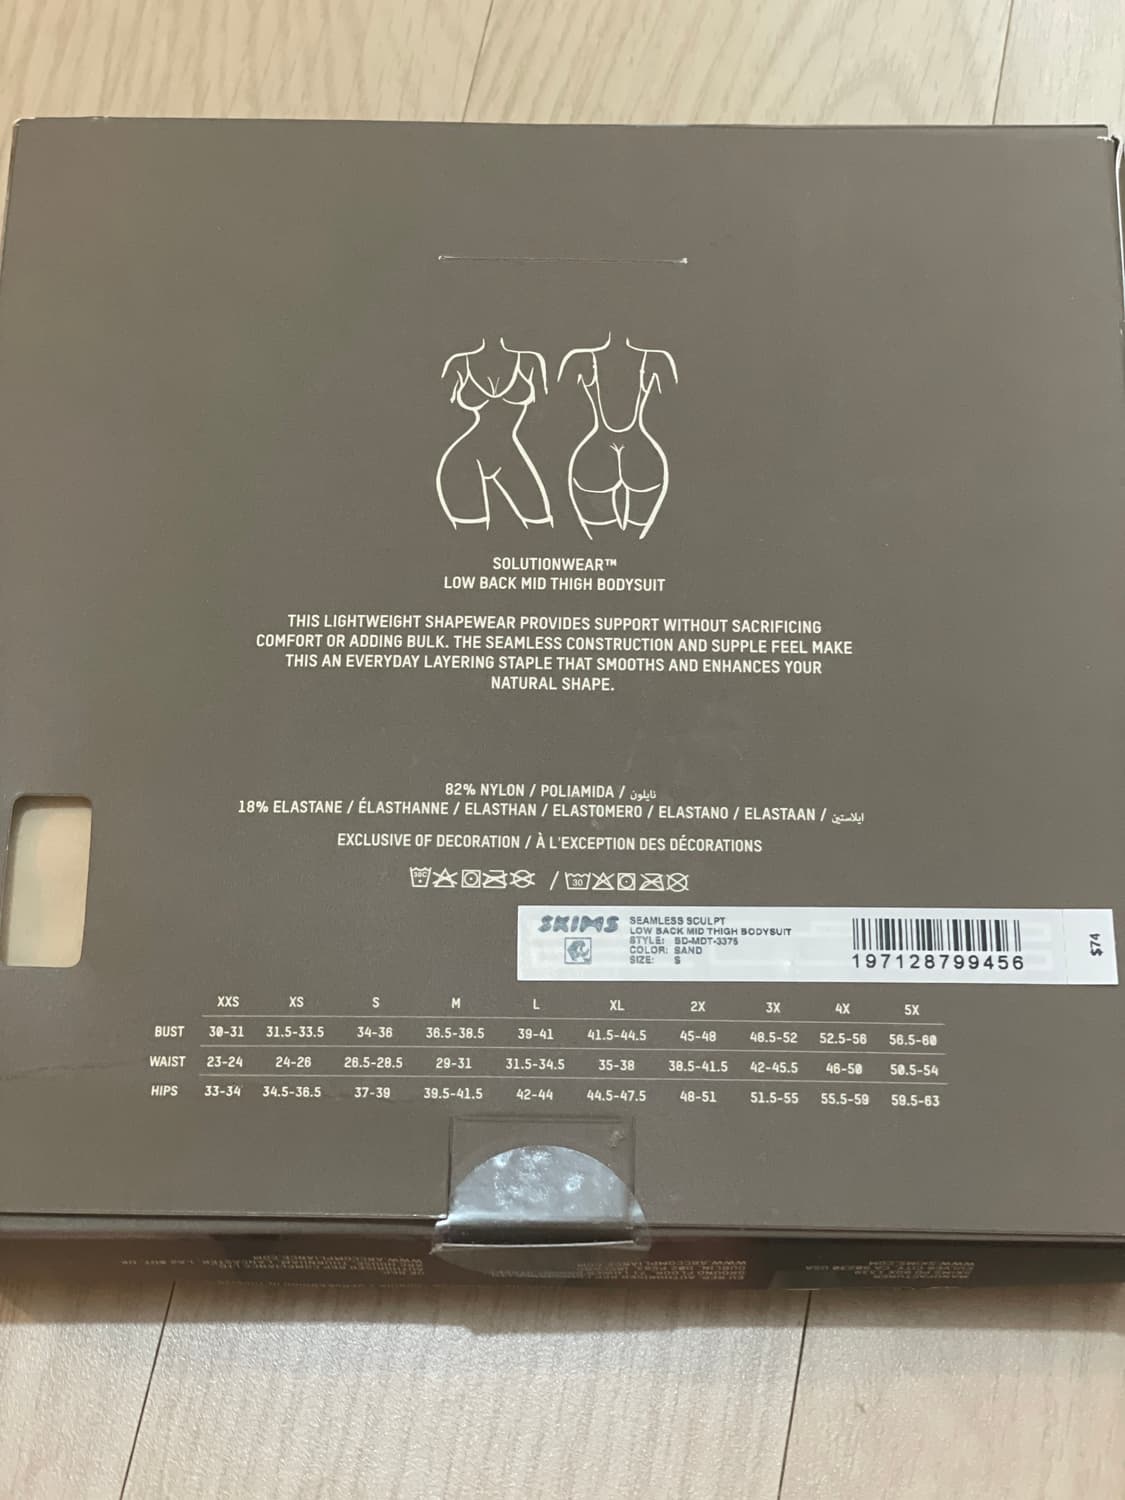 SOLUTIONWEAR™
LOW BACK MID THIGH BODYSUIT
THIS LIGHTWEIGHT SHAPEWEAR PROVIDES SUPPORT WITHOUT SACRIFICING
COMFORT OR ADDING BULK. THE SEAMLESS CONSTRUCTION AND SUPPLE FEEL MAKE
THIS AN EVERYDAY LAYERING STAPLE THAT SMOOTHS AND ENHANCES YOUR
NATURAL SHAPE.
82% NYLON / POLIAMIDA / نايلون
18% ELASTANE / ÉLASTHANNE / ELASTHAN / ELASTOMERO / ELASTANO / ELASTAAN / ايلاستين
EXCLUSIVE OF DECORATION / À L'EXCEPTION DES DÉCORATIONS
30C / 30
SKIMS
SEAMLESS SCULPT
LOW BACK MID THIGH BODYSUIT
STYLE: BD-MDT-3375
COLOR: SAND
SIZE: S
197128799456
$74
XXS XS S M L XL 2X 3X 4X 5X
BUST 30-31 31.5-33.5 34-36 36.5-38.5 39-41 41.5-44.5 45-48 48.5-52 52.5-56 56.5-60
WAIST 23-24 24-26 26.5-28.5 29-31 31.5-34.5 35-38 38.5-41.5 42-45.5 46-50 50.5-54
HIPS 33-34 34.5-36.5 37-39 39.5-41.5 42-44 44.5-47.5 48-51 51.5-55 55.5-59 59.5-63